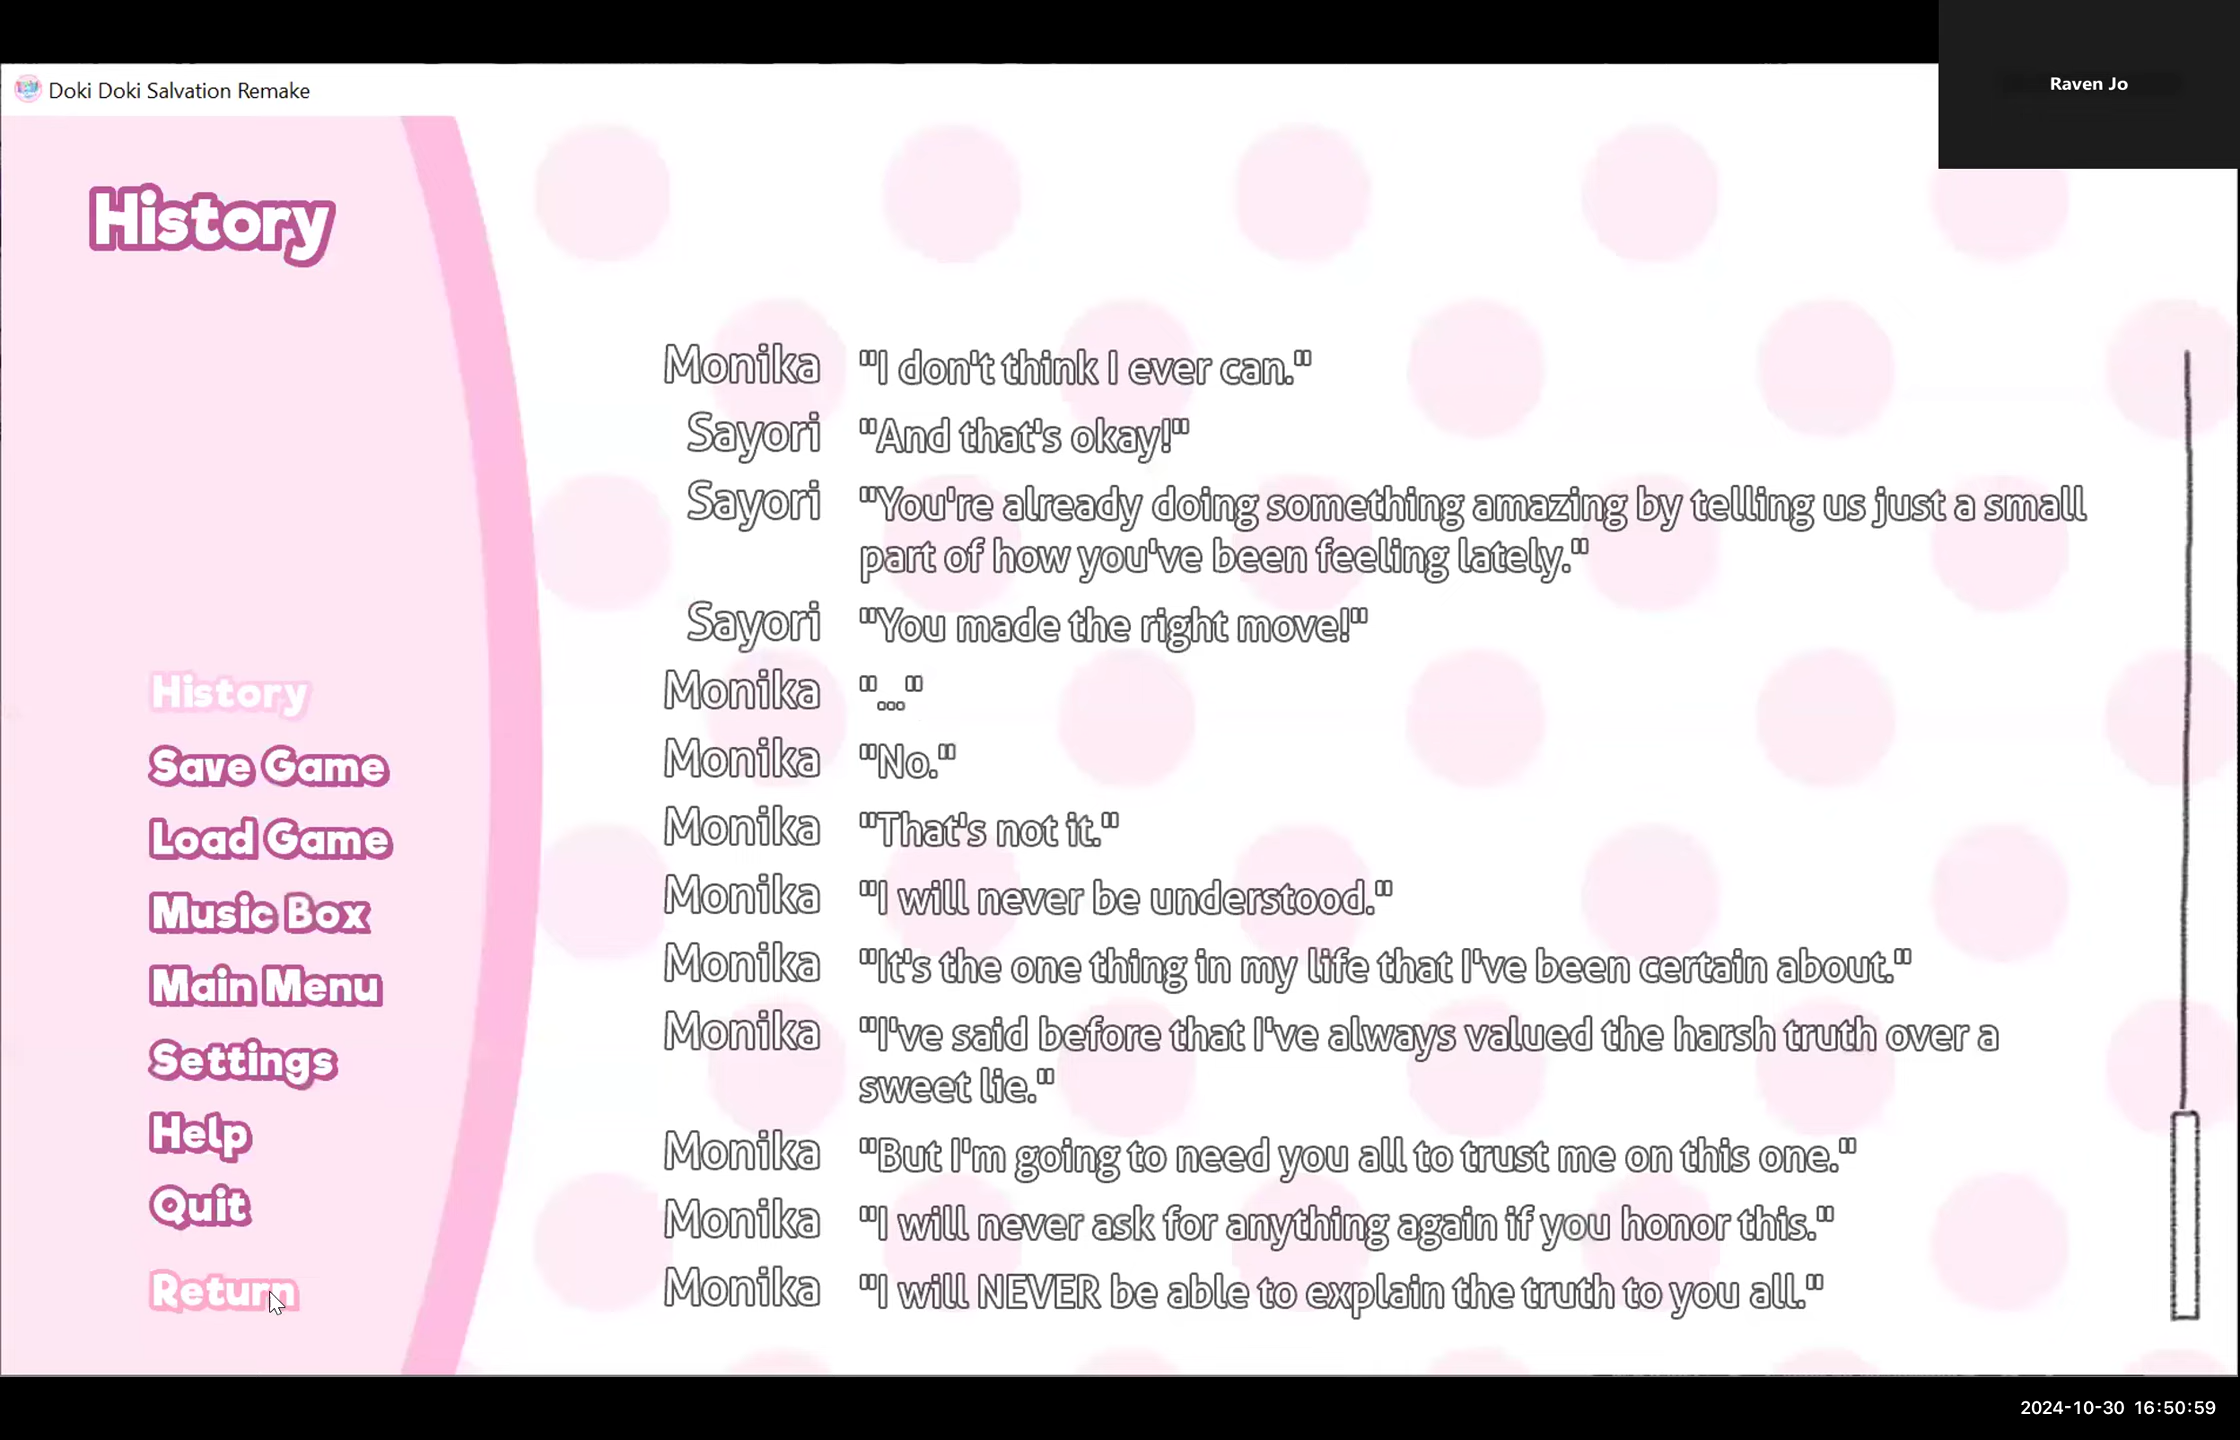 Doki Doki Salvation Remake
Raven Jo
History
Monika "I don't think I ever can."
Sayori "And that's okay!"
Sayori "You're already doing something amazing by telling us just a small
part of how you've been feeling lately."
Sayori "You made the right move!"
Monika "..."
Monika "No."
Monika "That's not it."
Monika "I will never be understood."
Monika "It's the one thing in my life that I've been certain about."
Monika "I've said before that I've always valued the harsh truth over a
sweet lie."
Monika "But I'm going to need you all to trust me on this one."
Monika "I will never ask for anything again if you honor this."
Monika "I will NEVER be able to explain the truth to you all."
History
Save Game
Load Game
Music Box
Main Menu
Settings
Help
Quit
Return
2024-10-30 16:50:59